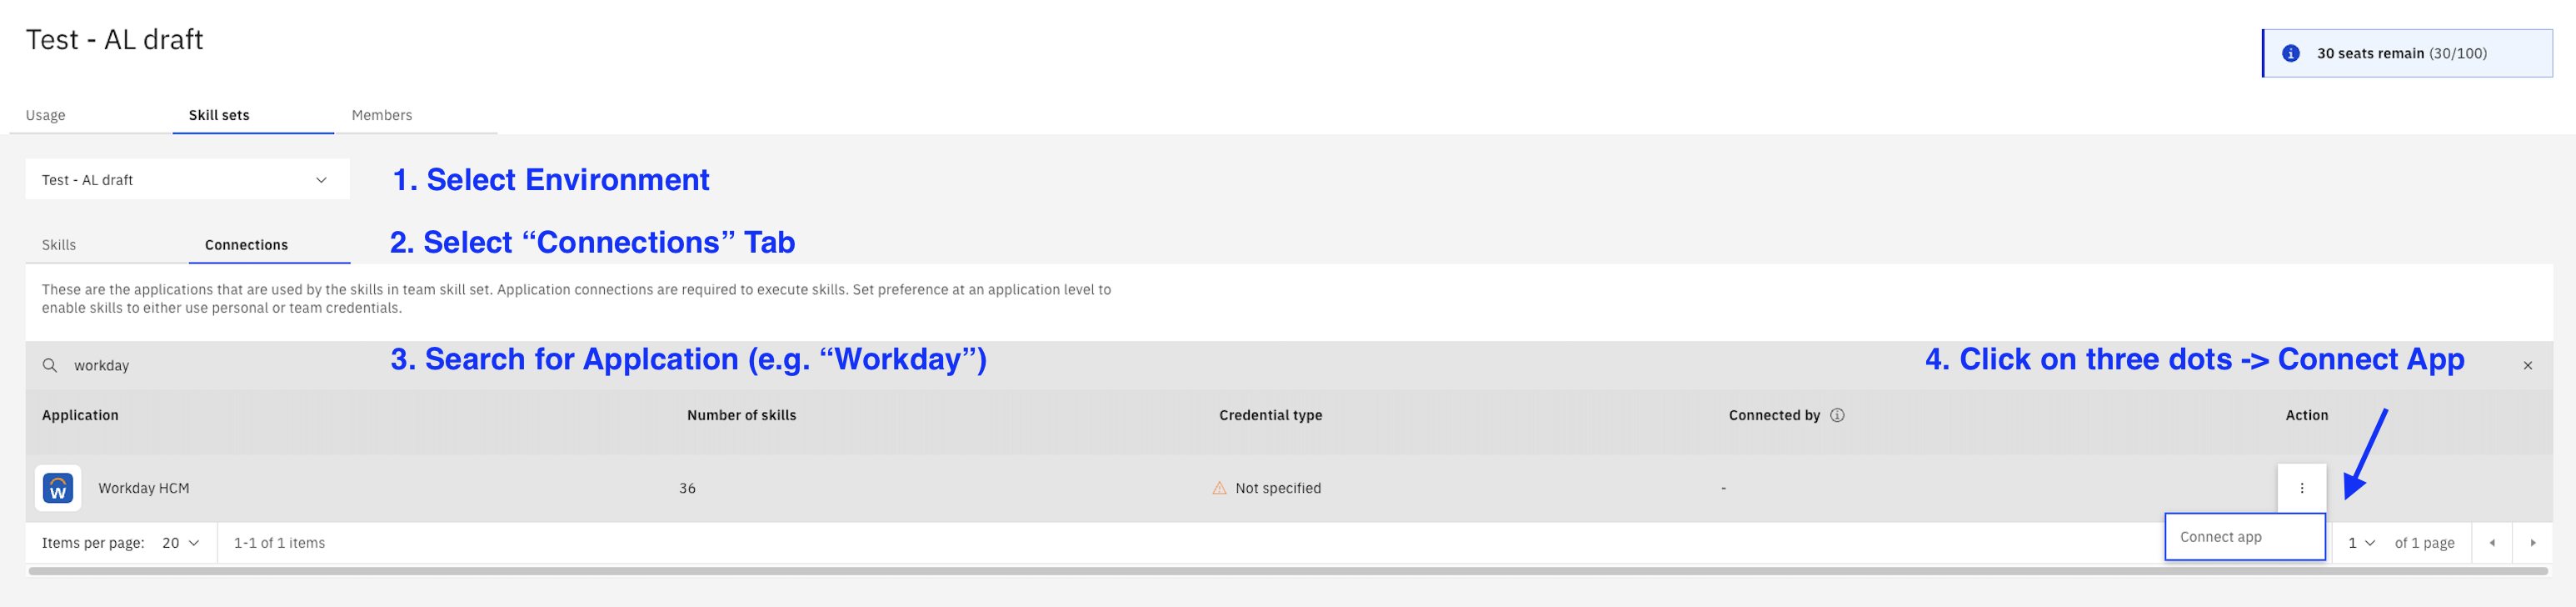 Test - AL draft
30 seats remain (30/100)
Usage Skill sets Members
Test - AL draft
1. Select Environment
Skills Connections
2. Select “Connections” Tab
These are the applications that are used by the skills in team skill set. Application connections are required to execute skills. Set preference at an application level to
enable skills to either use personal or team credentials.
workday
3. Search for Applcation (e.g. “Workday”)
4. Click on three dots -> Connect App
Application Number of skills Credential type Connected by Action
W Workday HCM 36 Not specified -
Connect app
Items per page: 20 1-1 of 1 items 1 of 1 page